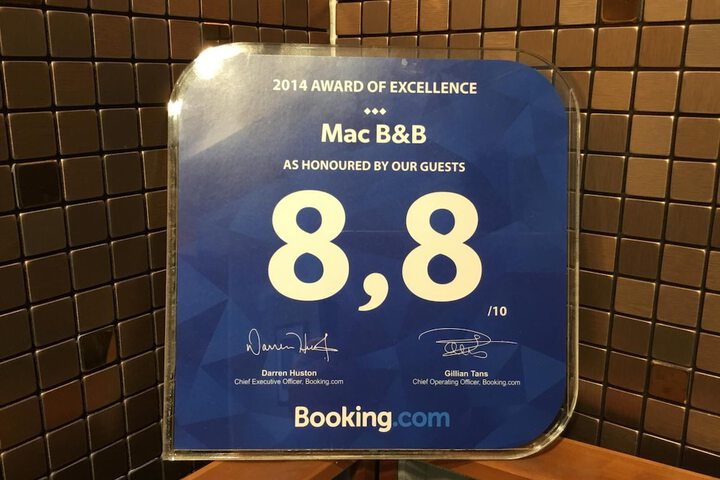 2014 AWARD OF EXCELLENCE
Mac B&B
AS HONOURED BY OUR GUESTS
8,8
/10
Darren Huston
Chief Executive Officer, Booking.com
Gillian Tans
Chief Operating Officer, Booking.com
Booking.com